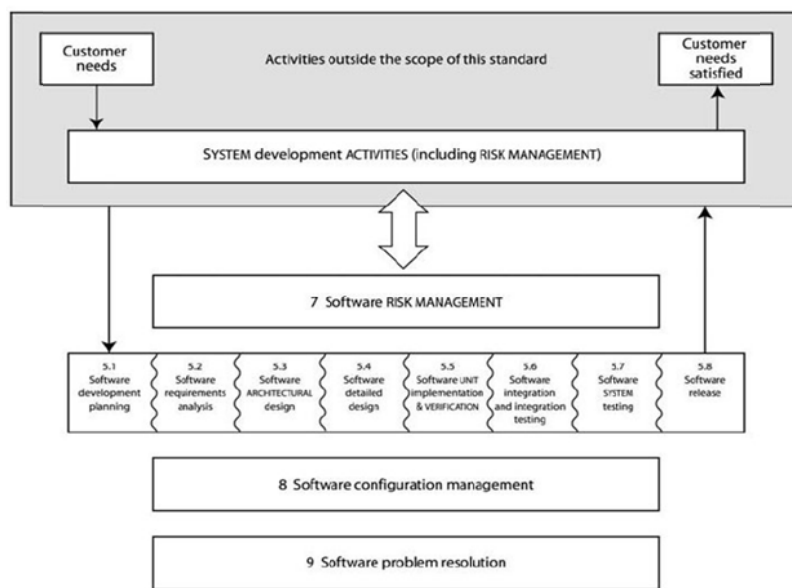 Customer
needs
Activities outside the scope of this standard
Customer
needs
satisfied
SYSTEM development ACTIVITIES (including RISK MANAGEMENT)
7 Software RISK MANAGEMENT
5.1
Software
development
planning
5.2
Software
requirements
analysis
5.3
Software
ARCHITECTURAL
design
5.4
Software
detailed
design
5.5
Software UNIT
implementation
& VERIFICATION
5.6
Software
integration
and integration
testing
5.7
Software
SYSTEM
testing
5.8
Software
release
8 Software configuration management
9 Software problem resolution